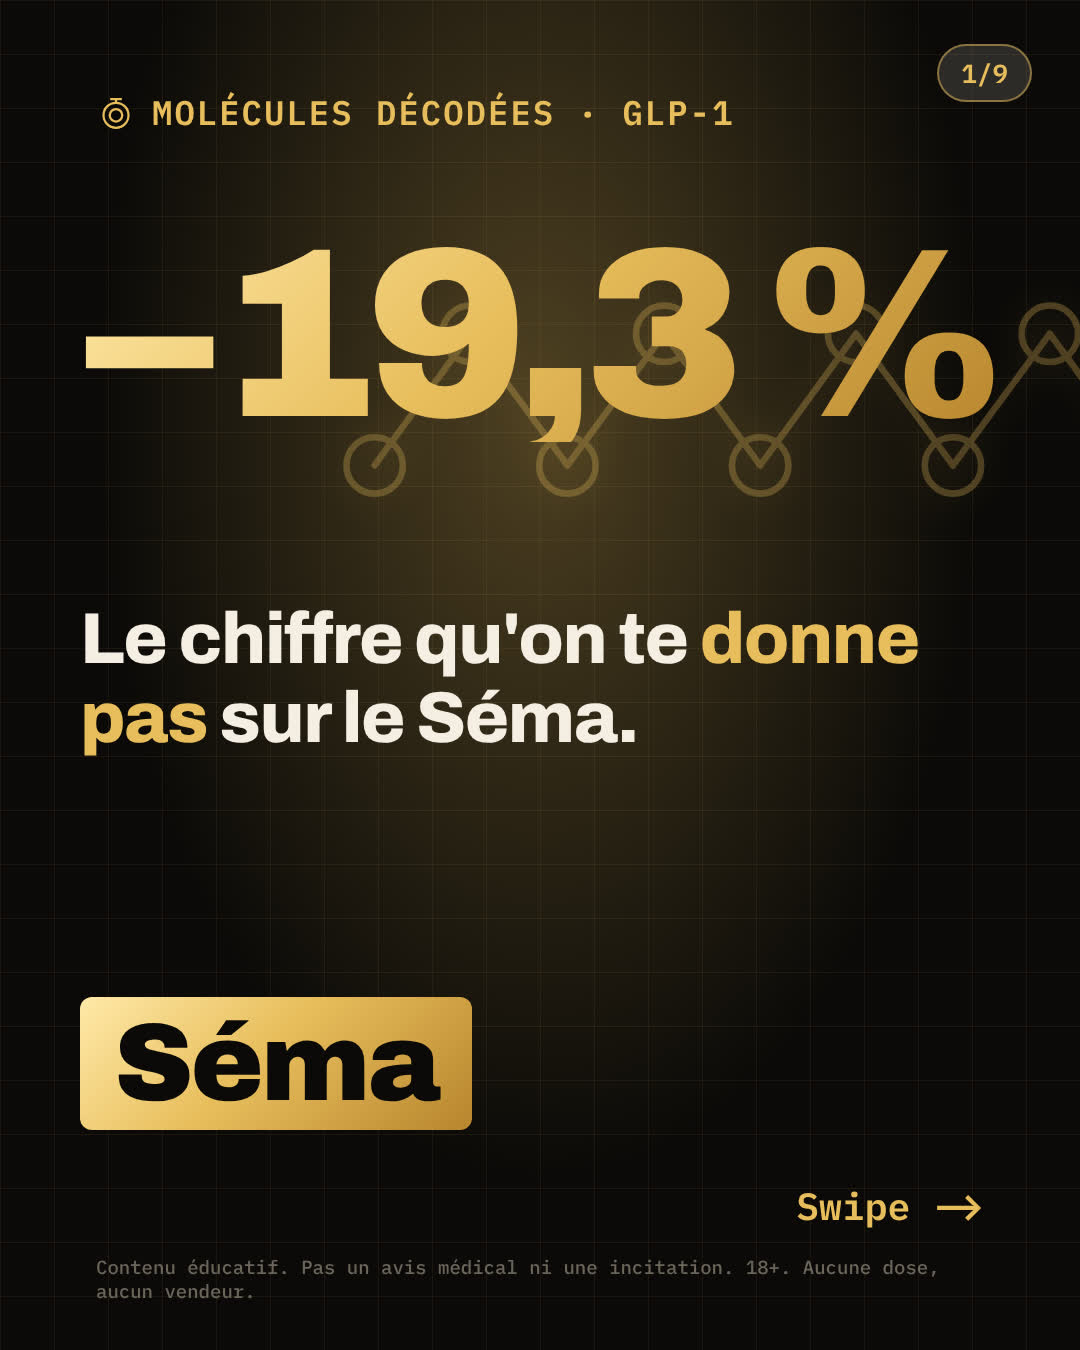 1/9
MOLÉCULES DÉCODÉES · GLP-1
–19,3 %
Le chiffre qu'on te donne
pas sur le Séma.
Séma
Swipe →
Contenu éducatif. Pas un avis médical ni une incitation. 18+. Aucune dose,
aucun vendeur.